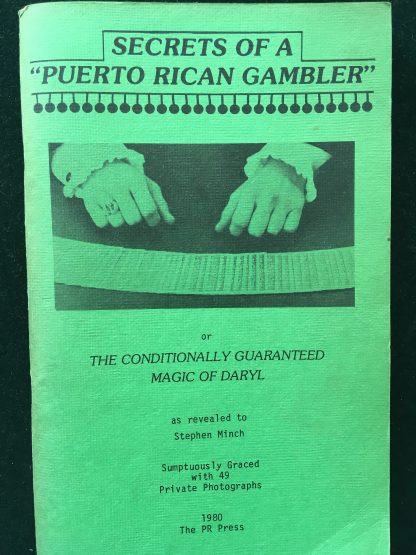 SECRETS OF A
"PUERTO RICAN GAMBLER"
or
THE CONDITIONALLY GUARANTEED
MAGIC OF DARYL
as revealed to
Stephen Minch
Sumptuously Graced
with 49
Private Photographs
1980
The PR Press